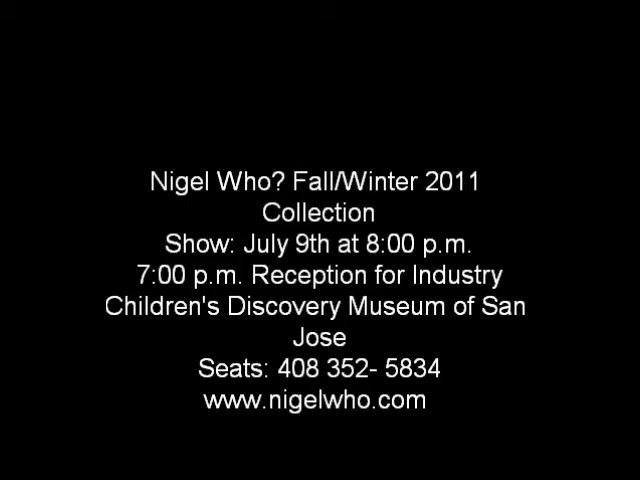 Nigel Who? Fall/Winter 2011
Collection
Show: July 9th at 8:00 p.m.
7:00 p.m. Reception for Industry
Children's Discovery Museum of San
Jose
Seats: 408 352- 5834
www.nigelwho.com